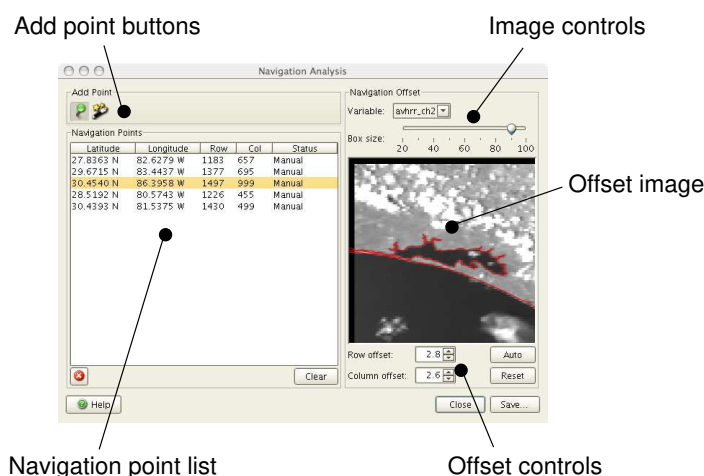 Add point buttons
Image controls
Navigation Analysis
Add Point
Navigation Points
Latitude Longitude Row Col Status
27.8363 N 82.6279 W 1183 657 Manual
29.6715 N 83.4437 W 1377 695 Manual
30.4540 N 86.3958 W 1497 999 Manual
28.5192 N 80.5743 W 1226 455 Manual
30.4393 N 81.5375 W 1430 499 Manual
Clear
Help
Navigation Offset
Variable: avhrr_ch2
Box size:
20 40 60 80 100
Offset image
Row offset: 2.8 Auto
Column offset: 2.6 Reset
Close Save...
Navigation point list
Offset controls